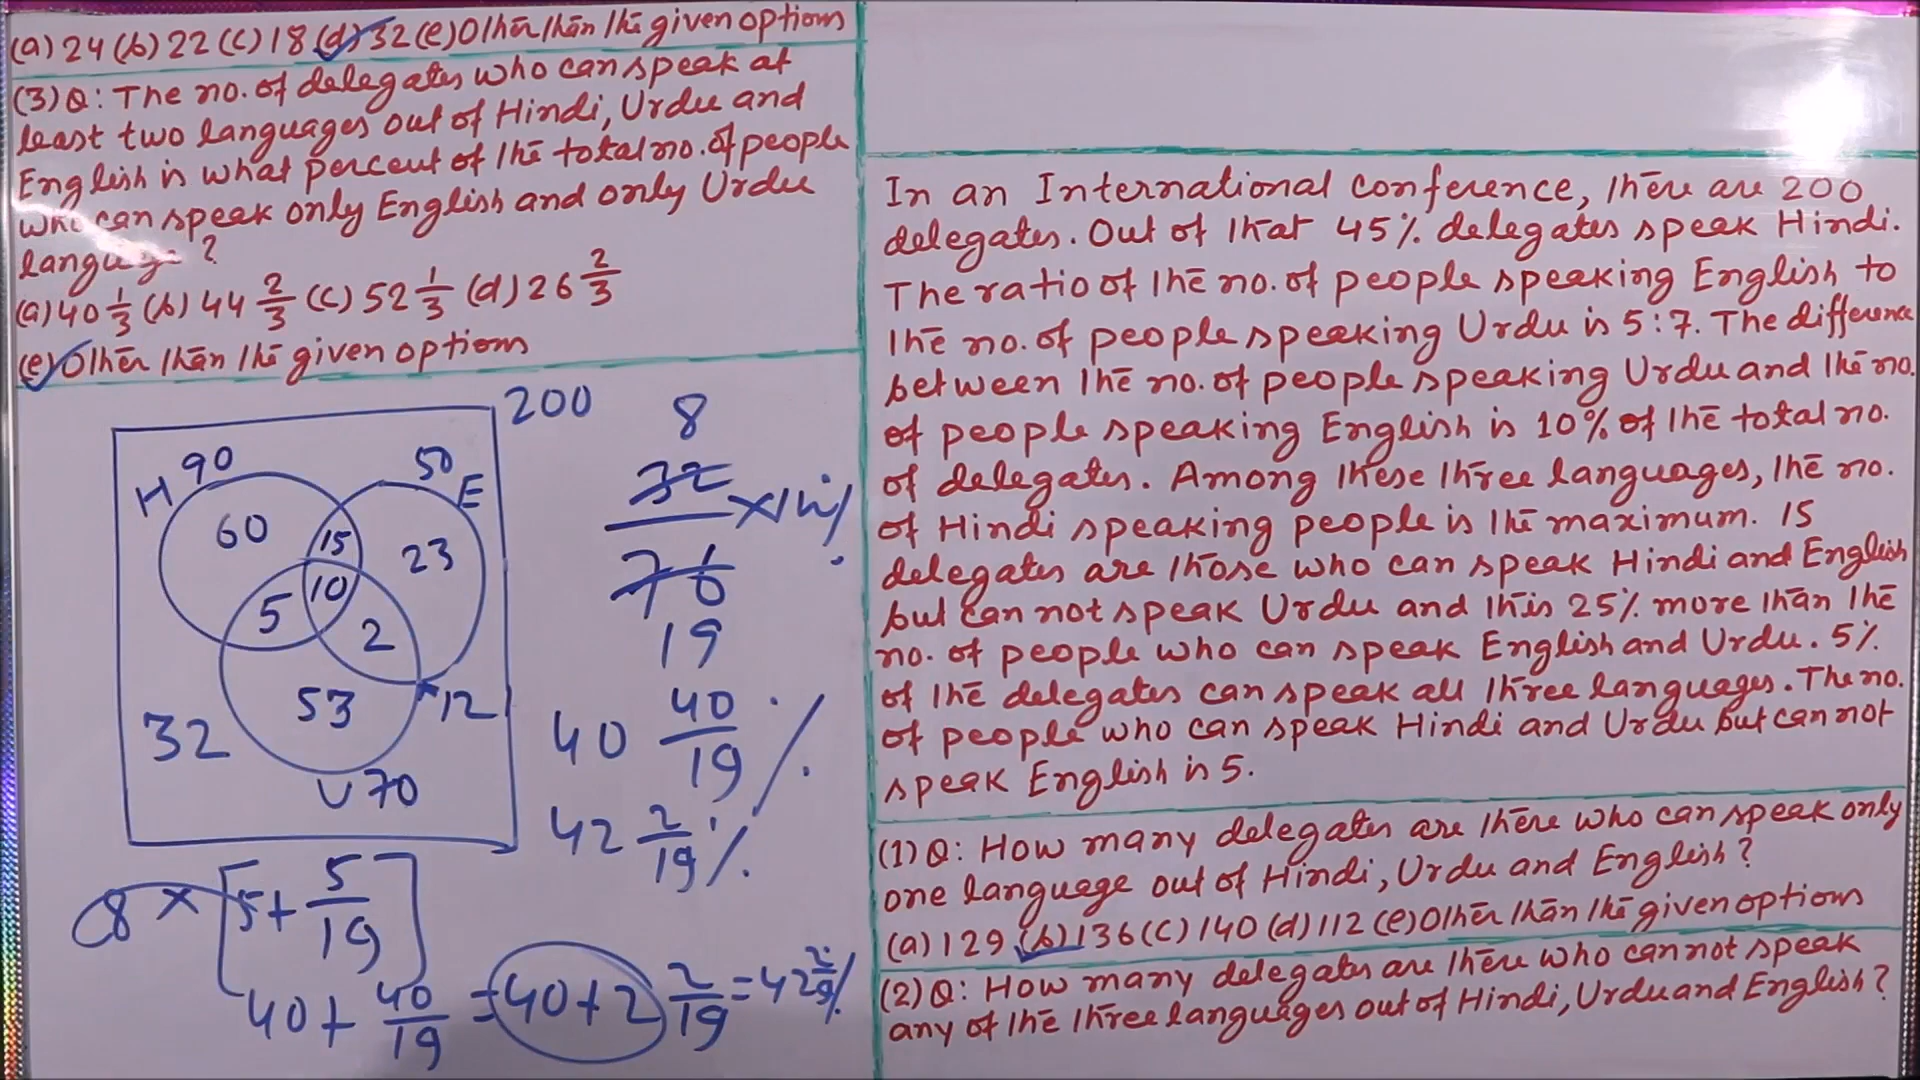 (a) 24 (b) 22 (c) 18 (d) 32 (e) Other than the given options
(3) Q: The no. of delegates who can speak at
least two languages out of Hindi, Urdu and
English is what percent of the total no. of people
who can speak only English and only Urdu
language?
(a) 40 1/3 (b) 44 2/3 (c) 52 1/3 (d) 26 2/3
(e) Other than the given options
200
H 90
50
E
60
15
23
10
5
2
53
12
32
U 70
8
32
76
19
40 40/19 %
42 2/19 %
8 × [5 + 5/19]
40 + 40/19 = 40 + 2 2/19 = 42 2/19 %
In an International conference, there are 200
delegates. Out of that 45% delegates speak Hindi.
The ratio of the no. of people speaking English to
the no. of people speaking Urdu is 5:7. The difference
between the no. of people speaking Urdu and the no.
of people speaking English is 10% of the total no.
of delegates. Among these three languages, the no.
of Hindi speaking people is the maximum. 15
delegates are those who can speak Hindi and English
but can not speak Urdu and this 25% more than the
no. of people who can speak English and Urdu. 5%
of the delegates can speak all three languages. The no.
of people who can speak Hindi and Urdu but can not
speak English is 5.
(1) Q: How many delegates are there who can speak only
one language out of Hindi, Urdu and English?
(a) 129 (b) 136 (c) 140 (d) 112 (e) Other than the given options
(2) Q: How many delegates are there who can not speak
any of the three languages out of Hindi, Urdu and English?